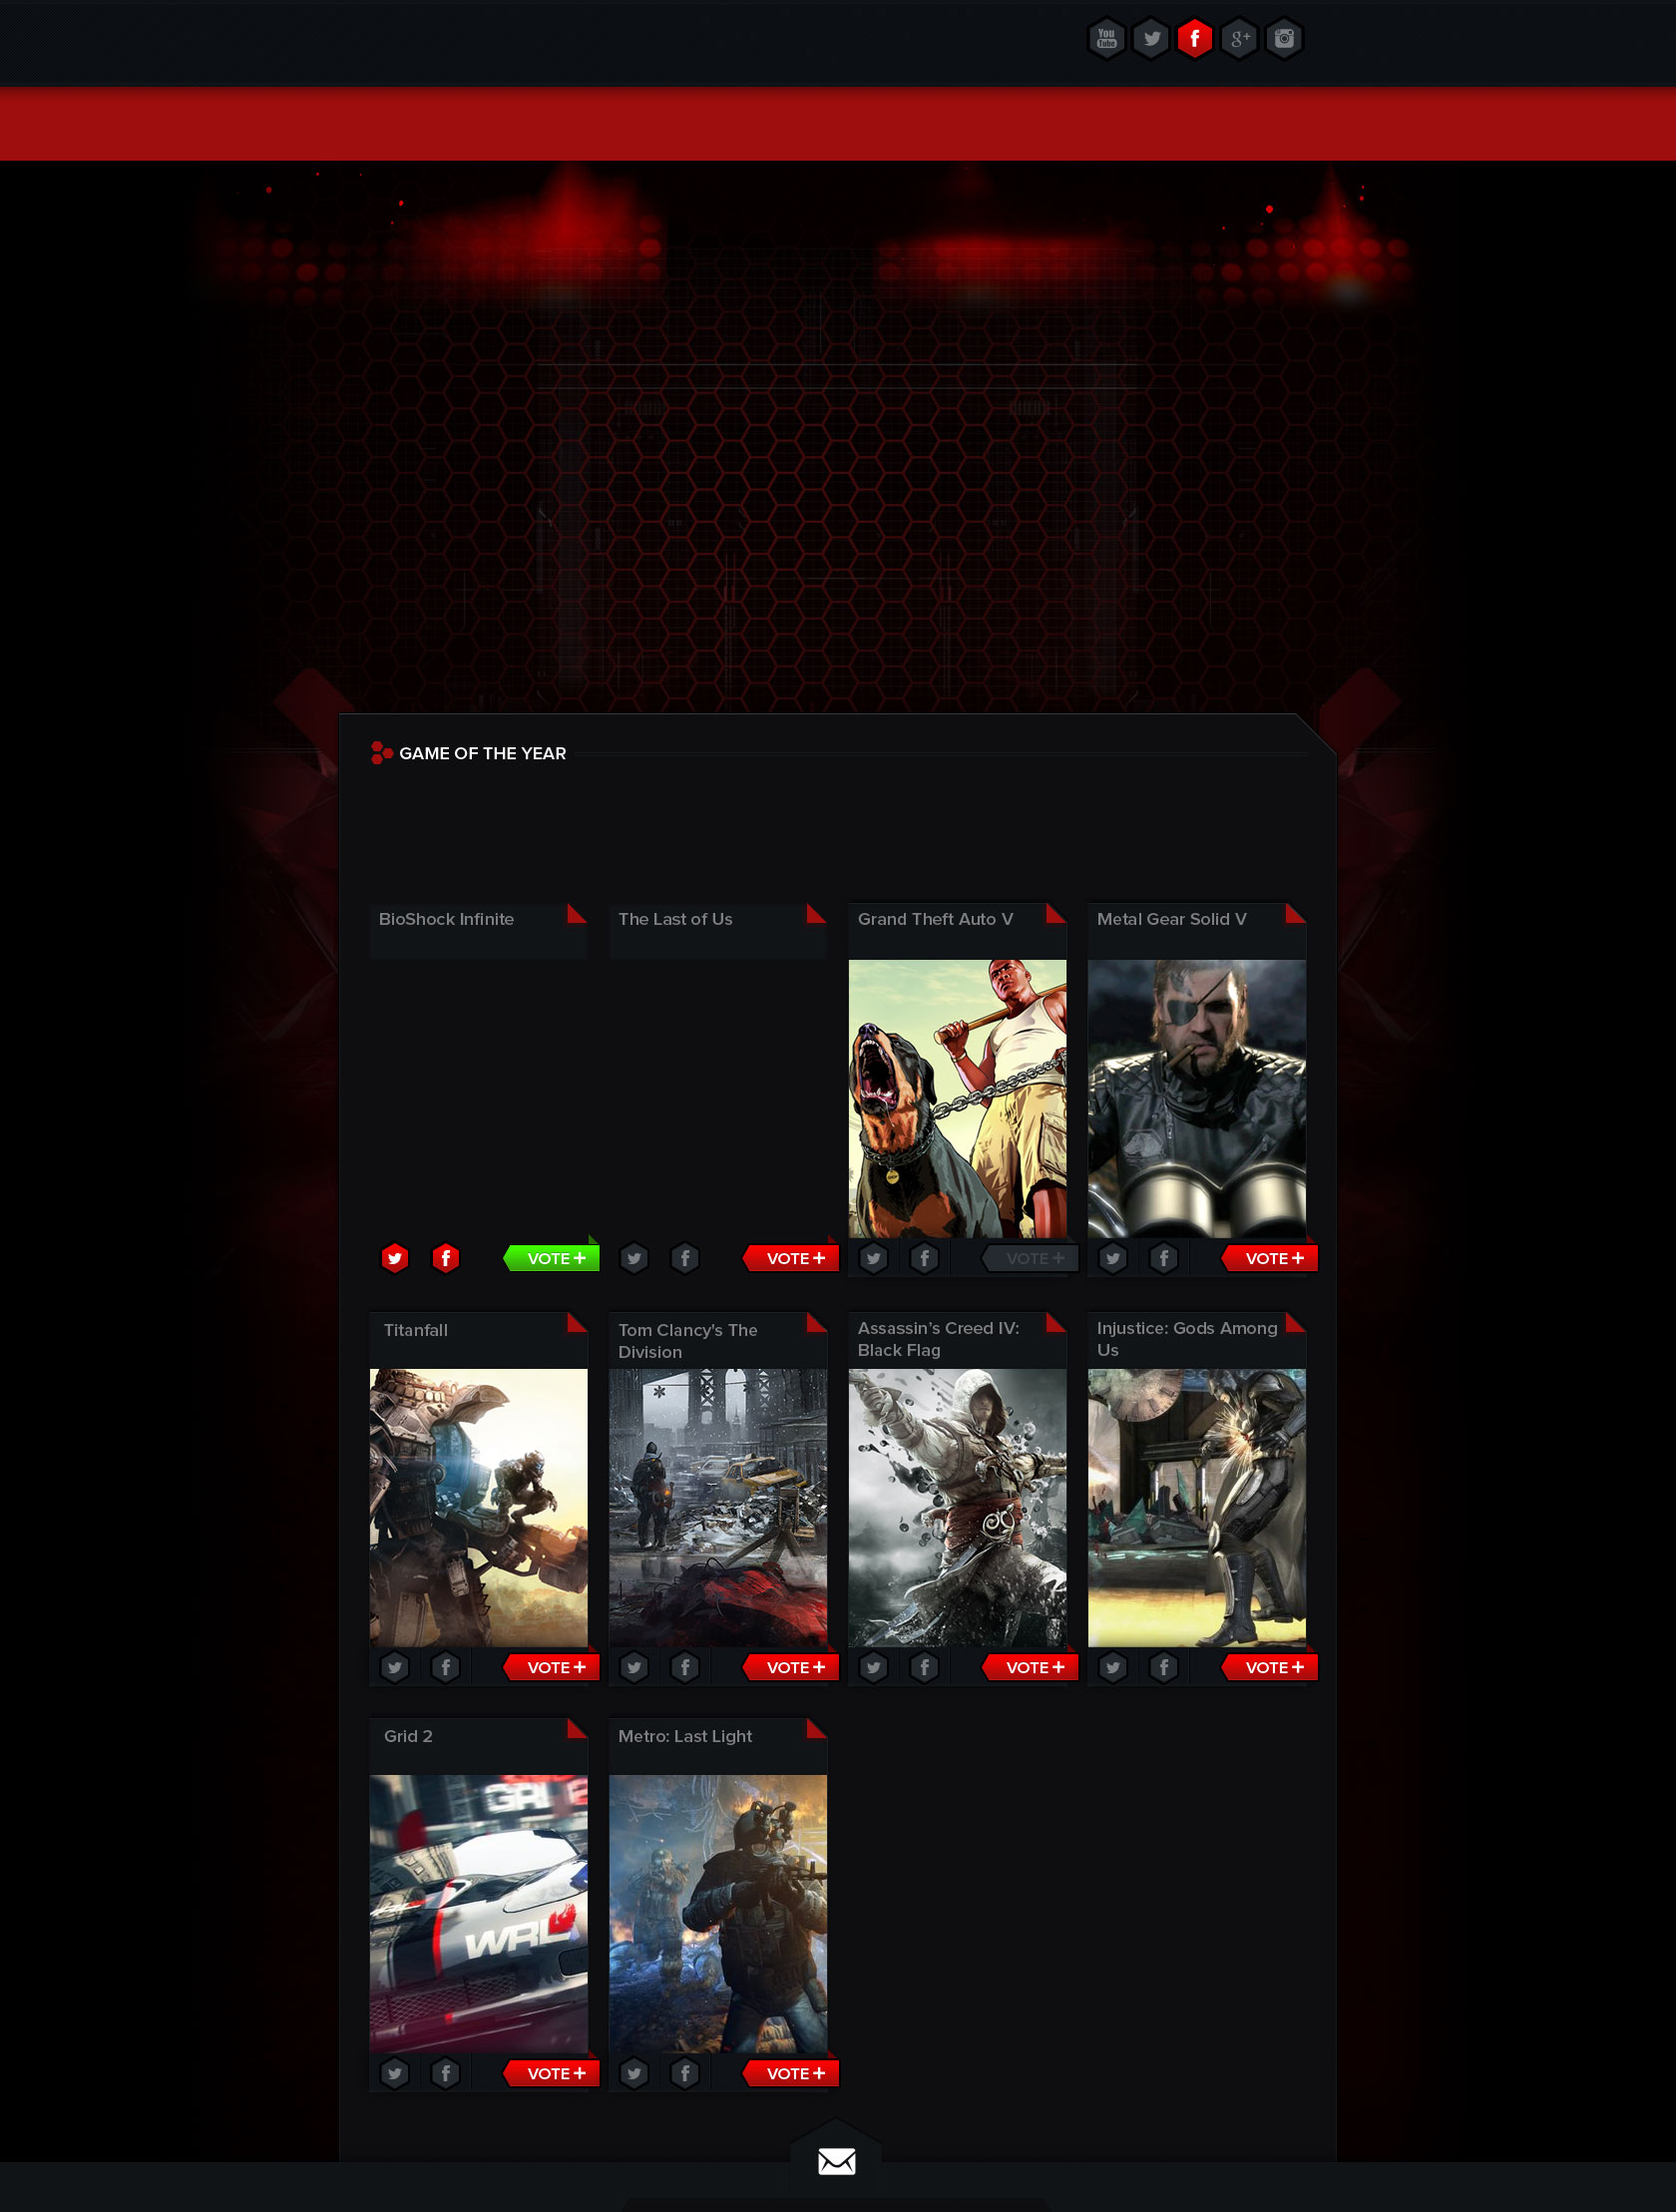 You
Tube
g+
GAME OF THE YEAR
BioShock Infinite
The Last of Us
Grand Theft Auto V
Metal Gear Solid V
VOTE +
VOTE +
VOTE +
VOTE +
Titanfall
Tom Clancy's The
Division
Assassin’s Creed IV:
Black Flag
Injustice: Gods Among
Us
VOTE +
VOTE +
VOTE +
VOTE +
Grid 2
Metro: Last Light
GRID
WRL
VOTE +
VOTE +